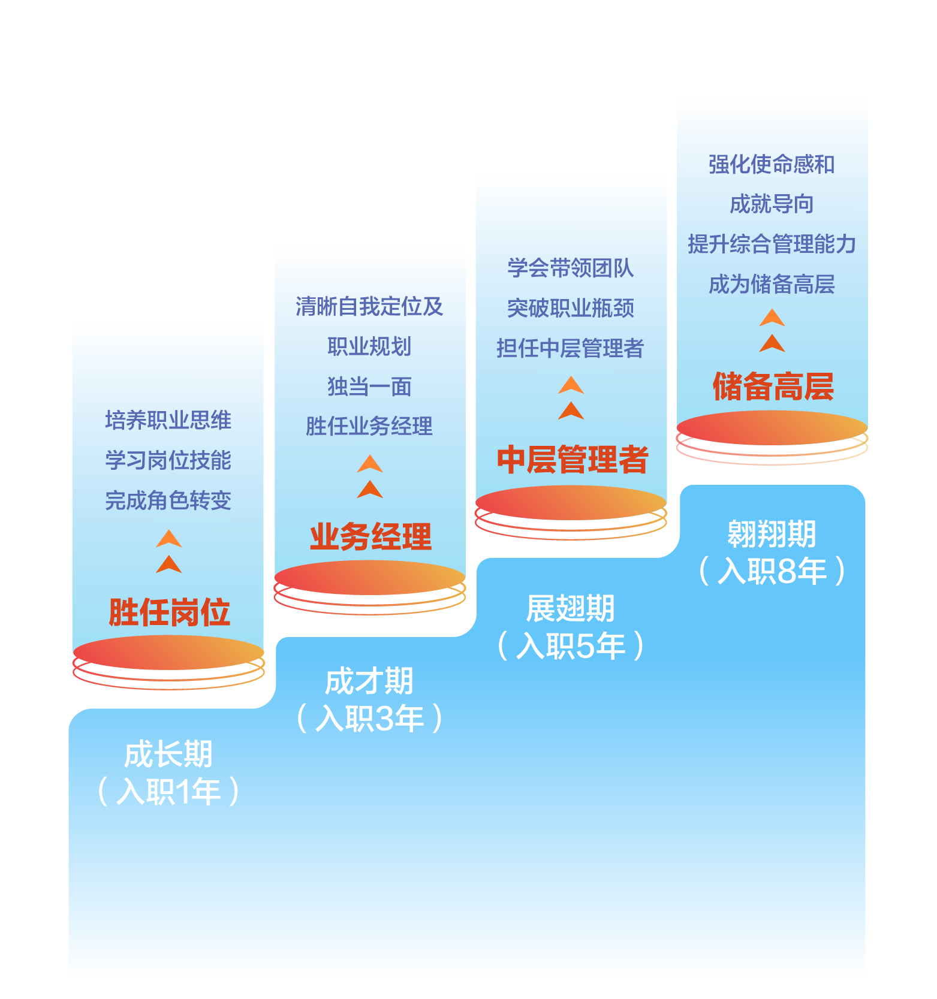 培养职业思维
学习岗位技能
完成角色转变
胜任岗位
成长期
（入职1年）
清晰自我定位及
职业规划
独当一面
胜任业务经理
业务经理
成才期
（入职3年）
学会带领团队
突破职业瓶颈
担任中层管理者
中层管理者
展翅期
（入职5年）
强化使命感和
成就导向
提升综合管理能力
成为储备高层
储备高层
翱翔期
（入职8年）